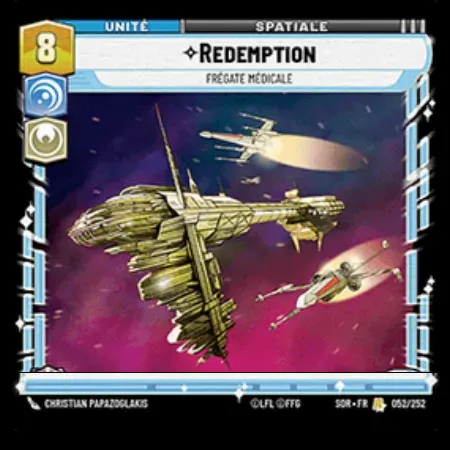 8
UNITÉ
SPATIALE
REDEMPTION
FRÉGATE MÉDICALE
CHRISTIAN PAPAZOGLAKIS
©LFL ©FFG
SOR • FR
052/252